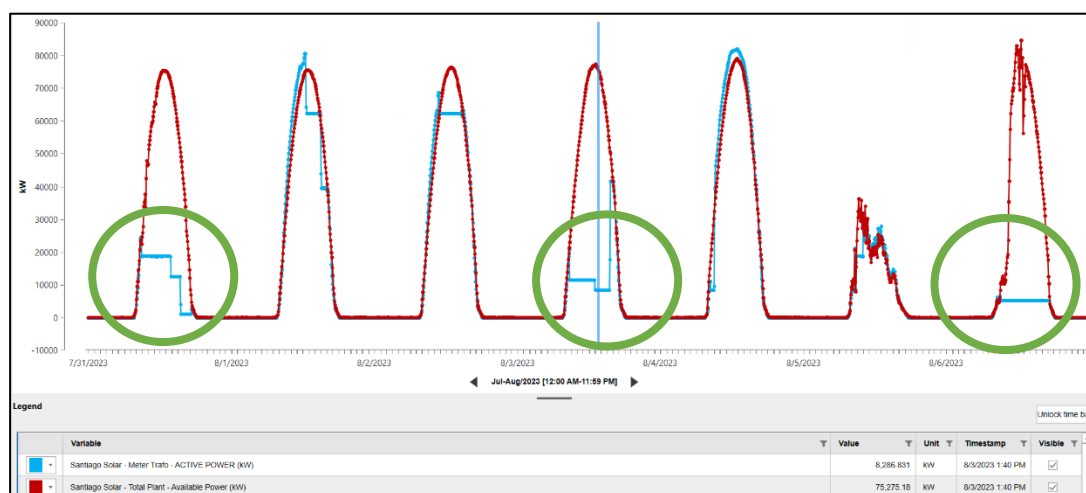 90000
80000
70000
60000
50000
40000
30000
20000
10000
0
-10000
kW
7/31/2023 8/1/2023 8/2/2023 8/3/2023 8/4/2023 8/5/2023 8/6/2023
Jul-Aug/2023 [12:00 AM-11:59 PM]
Legend
Unlock time
Variable Value Unit Timestamp Visible
Santiago Solar - Meter Trafo - ACTIVE POWER (kW) 8,286.831 kW 8/3/2023 1:40 PM
Santiago Solar - Total Plant - Available Power (kW) 75,275.18 kW 8/3/2023 1:40 PM